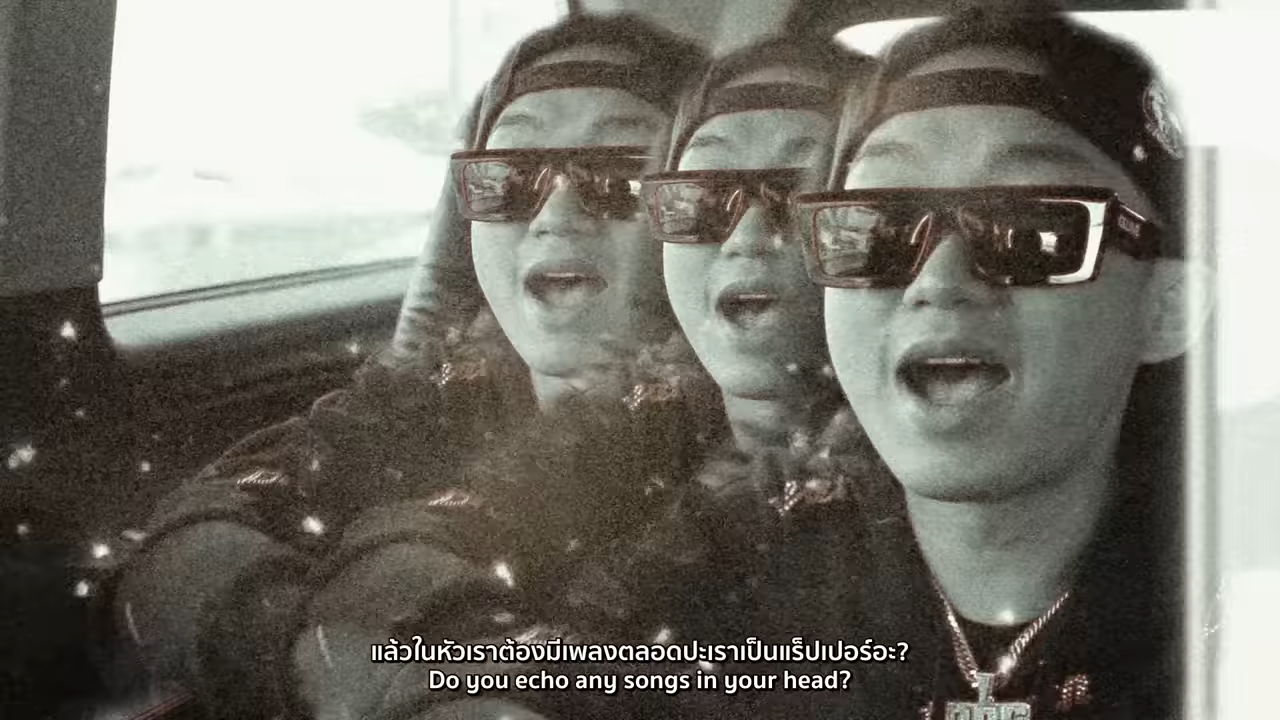 แล้วในหัวเราต้องมีเพลงตลอดปะเราเป็นแร็ปเปอร์อะ?
Do you echo any songs in your head?